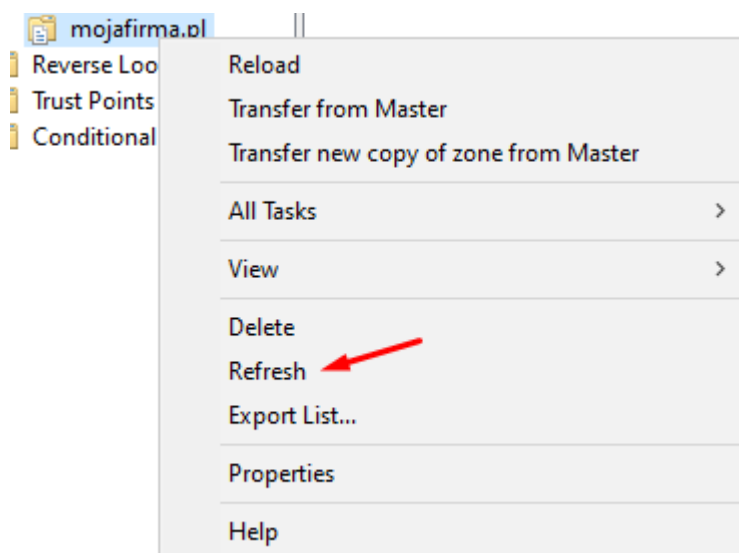 mojafirma.pl
Reverse Loo
Trust Points
Conditional
Reload
Transfer from Master
Transfer new copy of zone from Master
All Tasks
View
Delete
Refresh
Export List...
Properties
Help